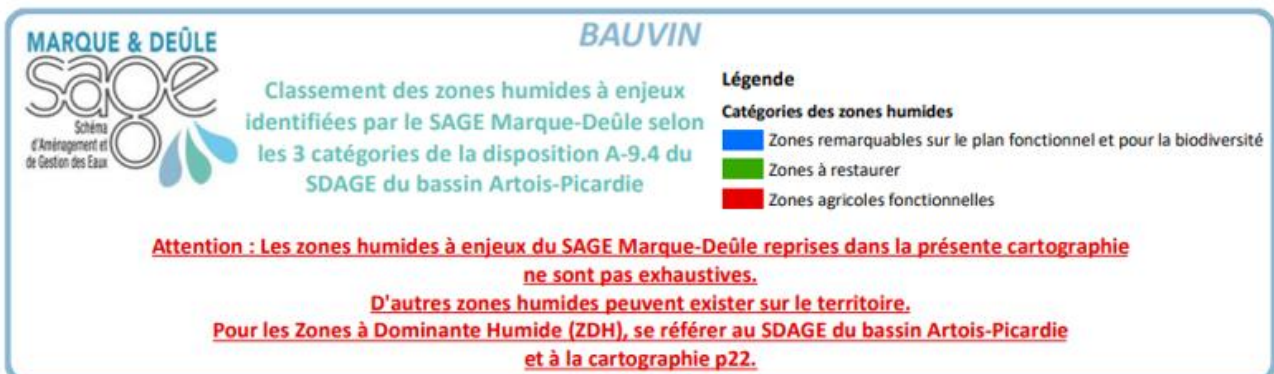 BAUVIN
MARQUE & DEÛLE
sage
Schéma
d'Aménagement et
de Gestion des Eaux
Classement des zones humides à enjeux
identifiées par le SAGE Marque-Deûle selon
les 3 catégories de la disposition A-9.4 du
SDAGE du bassin Artois-Picardie
Légende
Catégories des zones humides
Zones remarquables sur le plan fonctionnel et pour la biodiversité
Zones à restaurer
Zones agricoles fonctionnelles
Attention : Les zones humides à enjeux du SAGE Marque-Deûle reprises dans la présente cartographie
ne sont pas exhaustives.
D'autres zones humides peuvent exister sur le territoire.
Pour les Zones à Dominante Humide (ZDH), se référer au SDAGE du bassin Artois-Picardie
et à la cartographie p22.